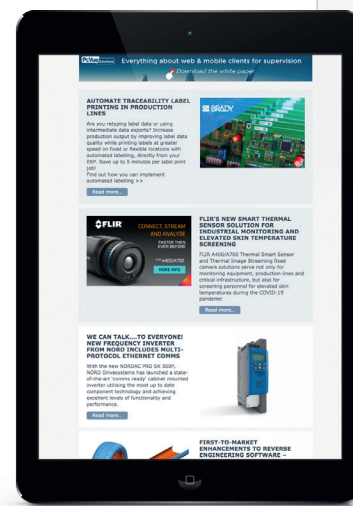 PcVue Solutions
Everything about web & mobile clients for supervision
Download the white paper
AUTOMATE TRACEABILITY LABEL
PRINTING IN PRODUCTION
LINES
Are you retyping label data or using
intermediate data exports? Increase
production output by improving label data
quality while printing labels at greater
speed on fixed or flexible locations with
automated labelling, directly from your
ERP. Save up to 5 minutes per label print
job!
Find out how you can implement
automated labelling >>
Read more...
BRADY
FLIR
CONNECT, STREAM
AND ANALYSE
FASTER THEN
EVER BEFORE
A400/A700
MORE INFO
FLIR'S NEW SMART THERMAL
SENSOR SOLUTION FOR
INDUSTRIAL MONITORING AND
ELEVATED SKIN TEMPERATURE
SCREENING
FLIR A400/A700 Thermal Smart Sensor
and Thermal Image Streaming fixed
camera solutions serve not only for
monitoring equipment, production lines and
critical infrastructure, but also for
screening personnel for elevated skin
temperatures during the COVID-19
pandemic
Read more...
WE CAN TALK....TO EVERYONE!
NEW FREQUENCY INVERTER
FROM NORD INCLUDES MULTI-
PROTOCOL ETHERNET COMMS
With the new NORDAC PRO SK 500P,
NORD Drivesystems has launched a state-
of-the-art 'comms ready' cabinet mounted
inverter utilising the most up to date
component technology and achieving
excellent levels of functionality and
performance.
Read more...
FIRST-TO-MARKET
ENHANCEMENTS TO REVERSE
ENGINEERING SOFTWARE –